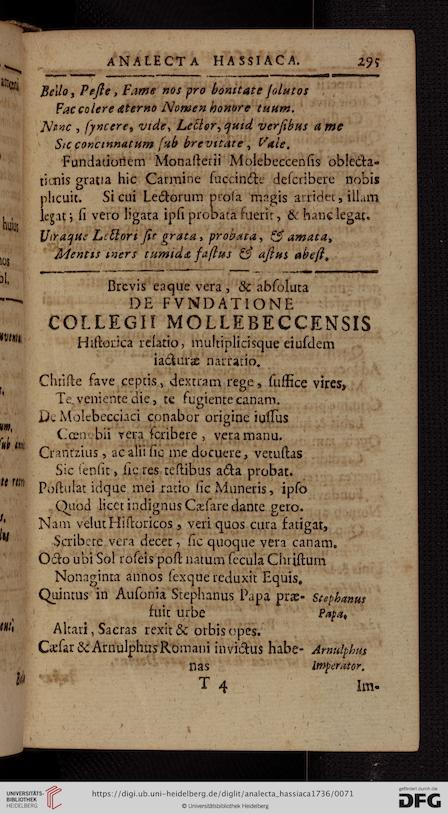 ANALECTA HASSIACA. 295
Bello, Peſte, Fame nos pro bonitate ſolutos
Fac colere æterno Nomen honore tuum.
Nunc, ſyncere, vide, Lector, quid verſibus a me
Sic concinnatum ſub brevitate, Vale.
Fundationem Monaſterii Molebeccenſis oblecta-
tionis gratia hic Carmine ſuccincte deſcribere nobis
plicuit. Si cui Lectorum proſa magis arridet, illam
legat; ſi vero ligata ipſi probata fuerit, & hanc legat.
Utraque Lectori ſit grata, probata, & amata,
Mentis iners tumidæ faſtus & aſtus abeſt.
Brevis eaque vera, & abſoluta
DE FVNDATIONE
COLLEGII MOLLEBECCENSIS
Hiſtorica relatio, multiplicisque eiuſdem
iacturæ narratio.
Chriſte fave ceptis, dextram rege, ſuffice vires,
Te veniente die, te fugiente canam.
De Molebecciaci conabor origine iuſſus
Cœnobii vera ſcribere, vera manu.
Crantzius, ac alii ſic me docuere, vetuſtas
Sic ſenſit, ſic res teſtibus acta probat.
Poſtulat idque mei ratio ſic Muneris, ipſo
Quod licet indignus Cæſare dante gero.
Nam velut Hiſtoricos, veri quos cura fatigat,
Scribere vera decet, ſic quoque vera canam.
Octo ubi Sol roſeis poſt natum ſecula Chriſtum
Nonaginta annos ſexque reduxit Equis,
Quintus in Auſonia Stephanus Papa præ- Stephanus
fuit urbe Papa.
Altari, Sacras rexit & orbis opes.
Cæſar & Arnulphus Romani invictus habe- Arnulphus
nas Imperator.
T 4 Im-
huius
UNIVERSITÄTS-
BIBLIOTHEK
HEIDELBERG
https://digi.ub.uni-heidelberg.de/diglit/analecta_hassiaca1736/0071
© Universitätsbibliothek Heidelberg
gefördert durch die
DFG